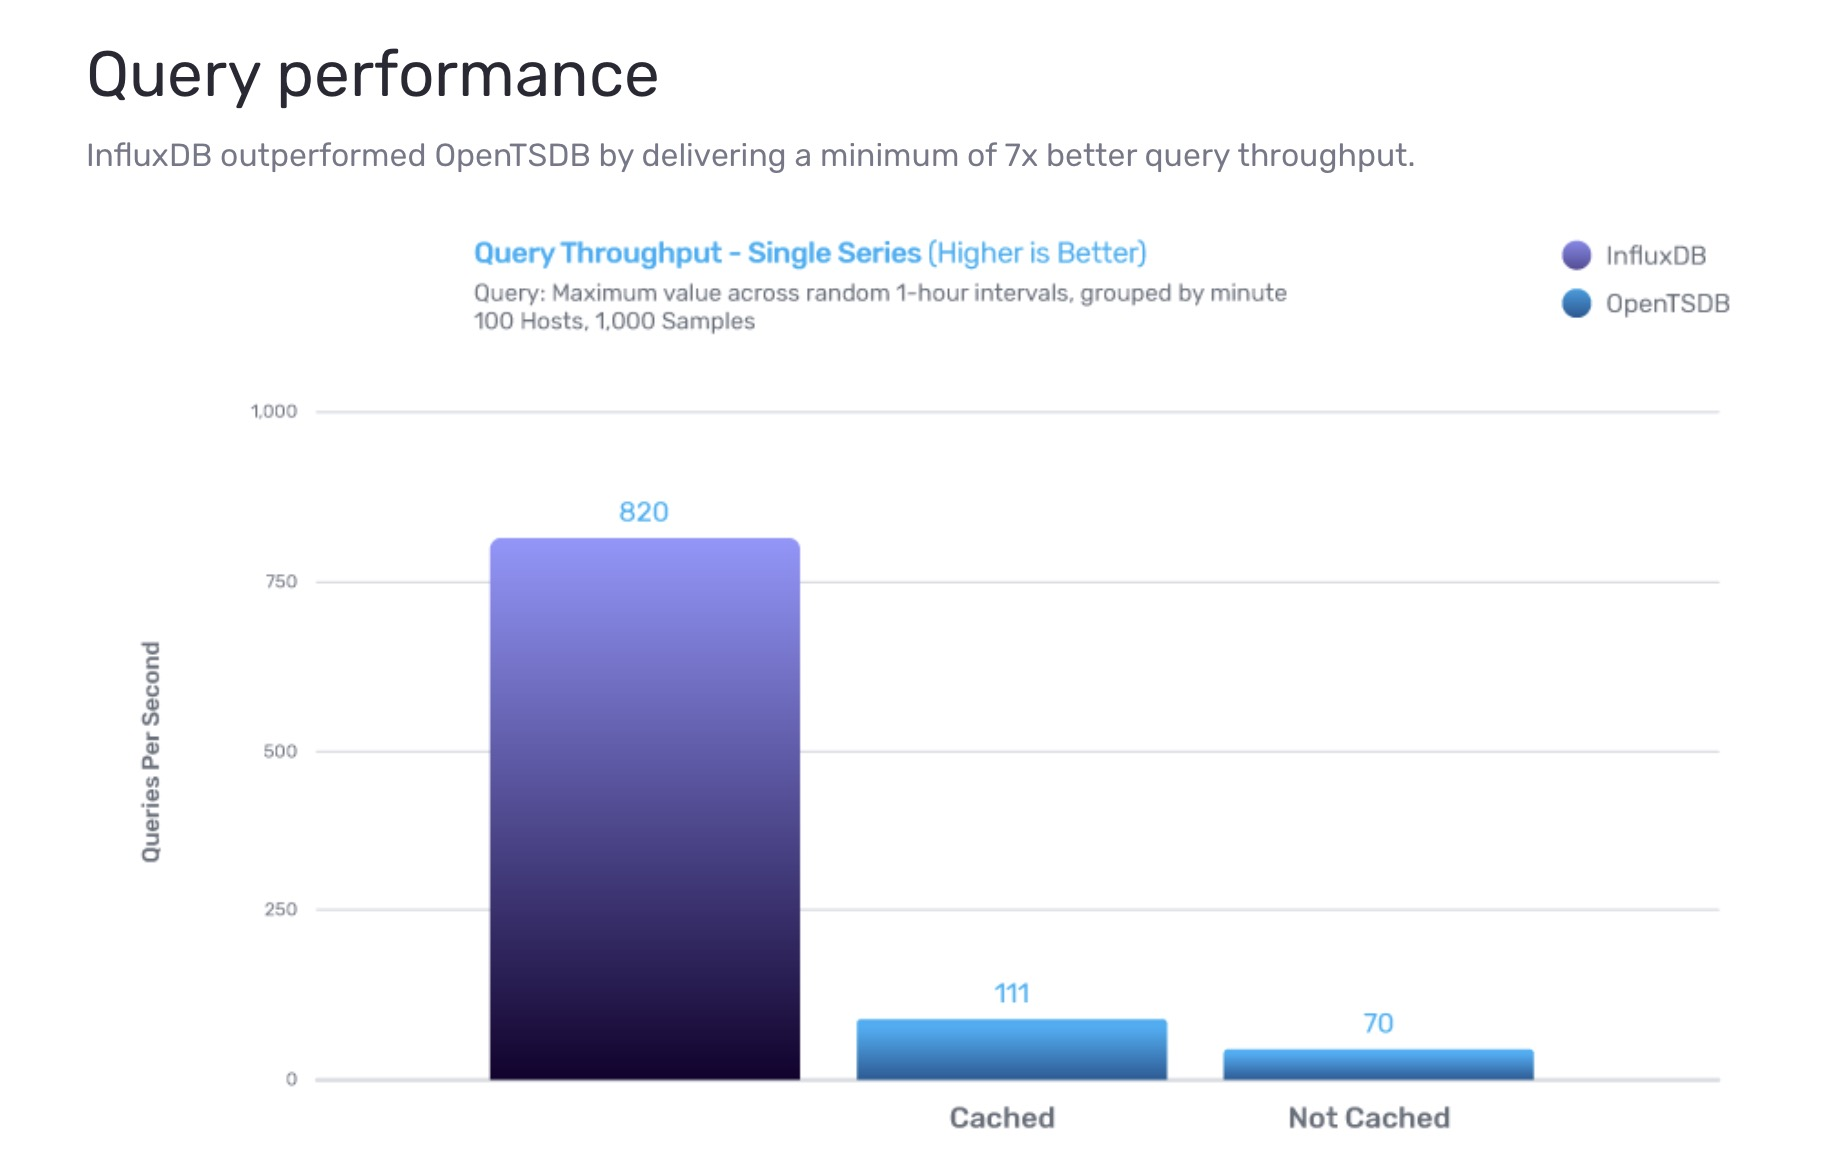 Query performance
InfluxDB outperformed OpenTSDB by delivering a minimum of 7x better query throughput.
Query Throughput - Single Series (Higher is Better)
Query: Maximum value across random 1-hour intervals, grouped by minute
100 Hosts, 1,000 Samples
InfluxDB
OpenTSDB
Queries Per Second
1,000
750
500
250
0
820
111
70
Cached
Not Cached